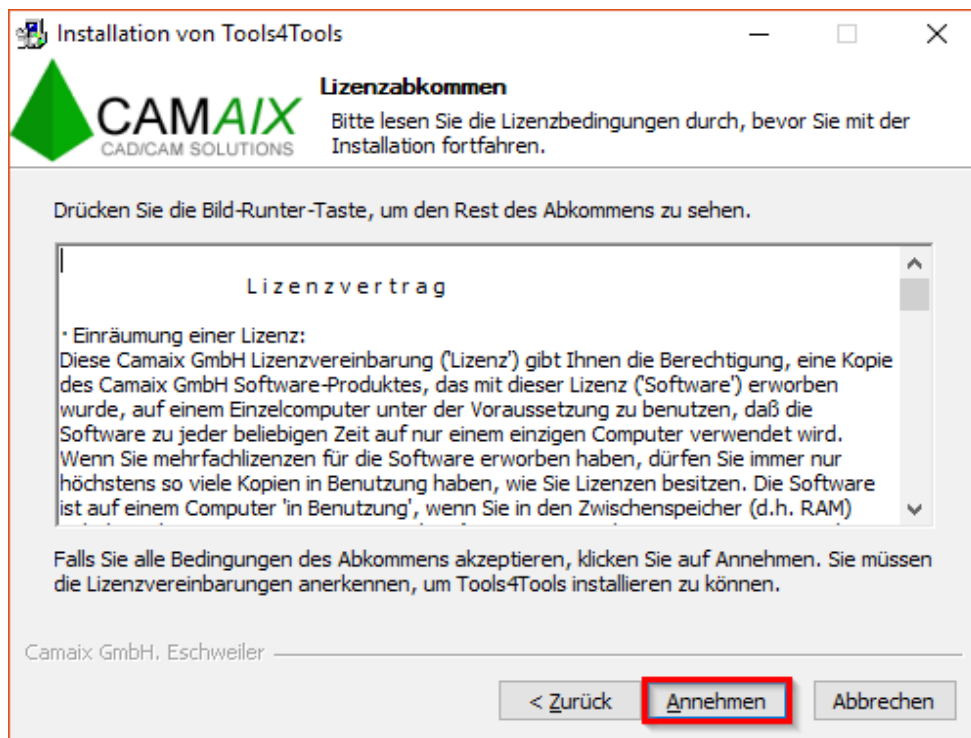 Installation von Tools4Tools
CAMAIX
CAD/CAM SOLUTIONS
Lizenzabkommen
Bitte lesen Sie die Lizenzbedingungen durch, bevor Sie mit der
Installation fortfahren.
Drücken Sie die Bild-Runter-Taste, um den Rest des Abkommens zu sehen.
L i z e n z v e r t r a g
· Einräumung einer Lizenz:
Diese Camaix GmbH Lizenzvereinbarung ('Lizenz') gibt Ihnen die Berechtigung, eine Kopie
des Camaix GmbH Software-Produktes, das mit dieser Lizenz ('Software') erworben
wurde, auf einem Einzelcomputer unter der Voraussetzung zu benutzen, daß die
Software zu jeder beliebigen Zeit auf nur einem einzigen Computer verwendet wird.
Wenn Sie mehrfachlizenzen für die Software erworben haben, dürfen Sie immer nur
höchstens so viele Kopien in Benutzung haben, wie Sie Lizenzen besitzen. Die Software
ist auf einem Computer 'in Benutzung', wenn Sie in den Zwischenspeicher (d.h. RAM)
Falls Sie alle Bedingungen des Abkommens akzeptieren, klicken Sie auf Annehmen. Sie müssen
die Lizenzvereinbarungen anerkennen, um Tools4Tools installieren zu können.
Camaix GmbH. Eschweiler
< Zurück
Annehmen
Abbrechen